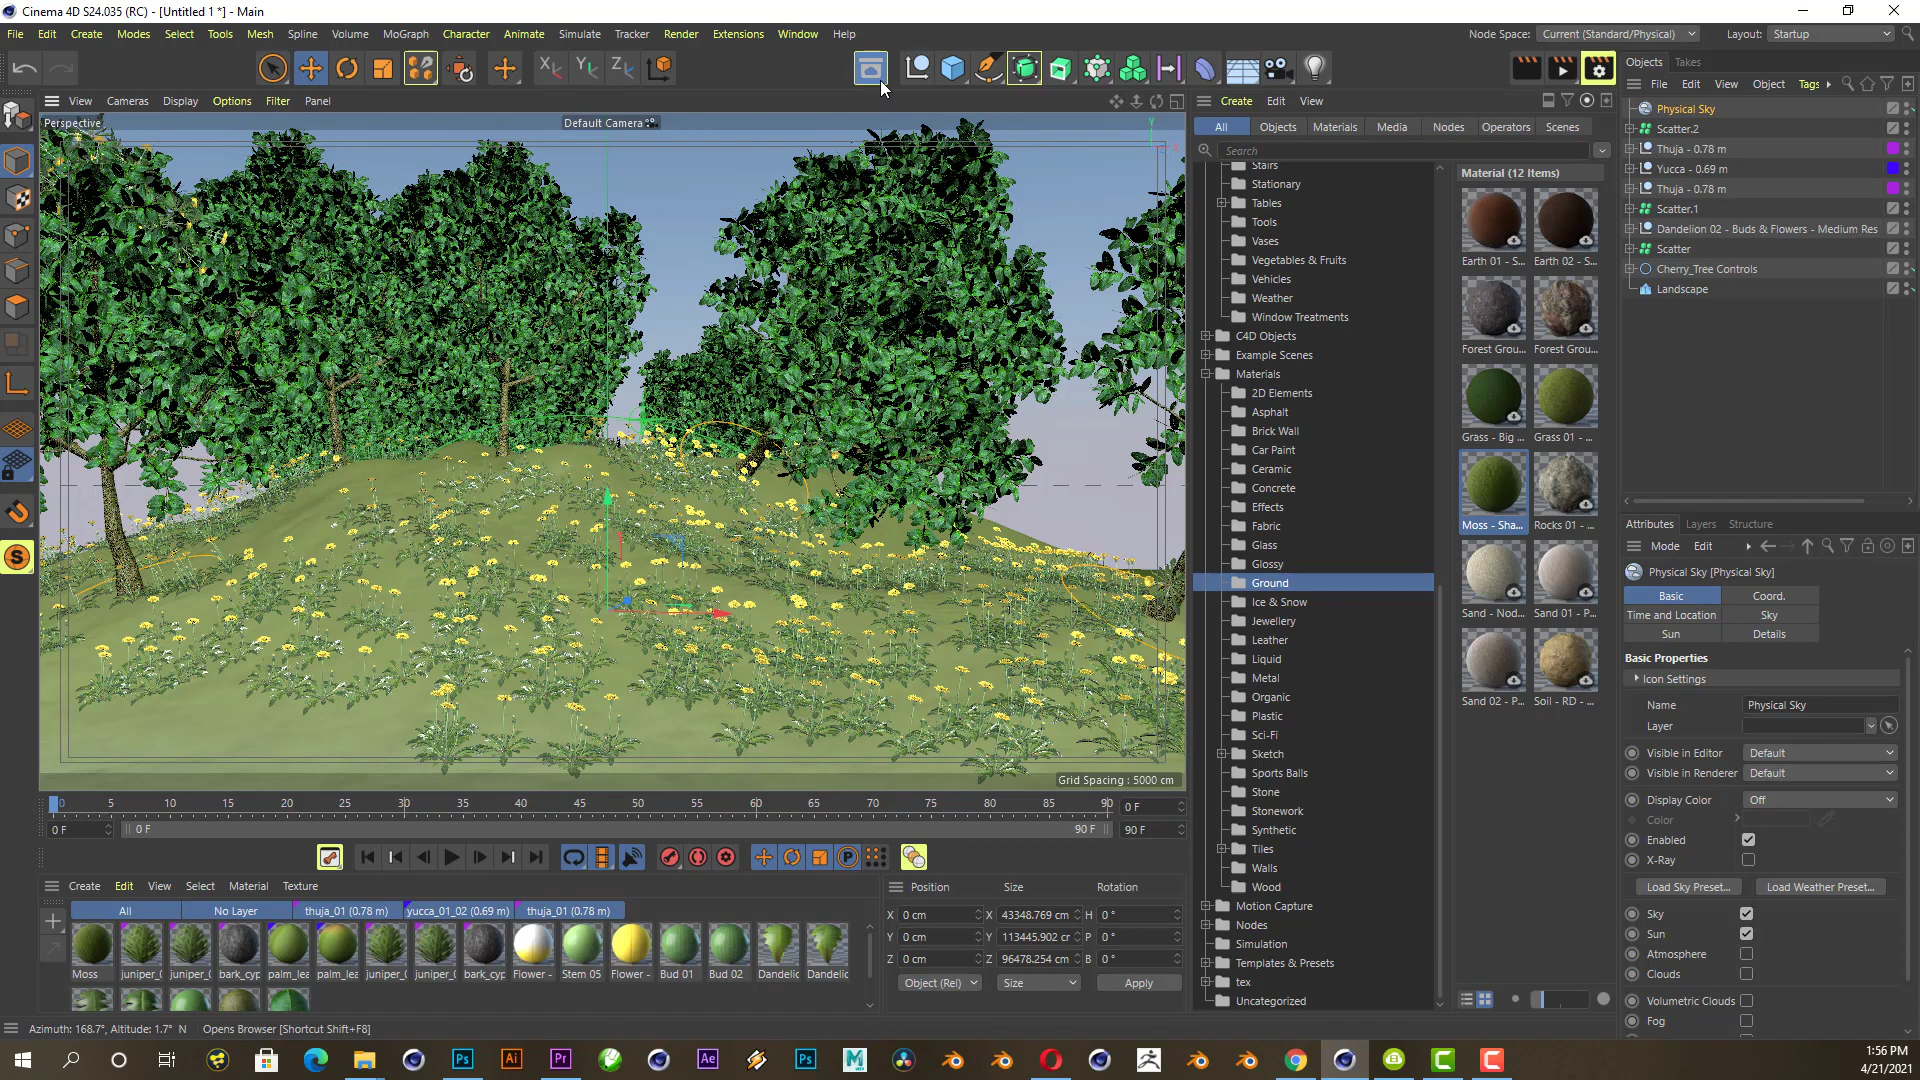 Cinema 4D S24.035 (RC) - [Untitled 1 *] - Main
File Edit Create Modes Select Tools Mesh Spline Volume MoGraph Character Animate Simulate Tracker Render Extensions Window Help
Node Space: Current (Standard/Physical) Layout: Startup
Objects Takes
File Edit View Object Tags
View Cameras Display Options Filter Panel
Perspective
Default Camera
Grid Spacing : 5000 cm
Create Edit View
All Objects Materials Media Nodes Operators Scenes
Search
Stairs
Stationary
Tables
Tools
Vases
Vegetables & Fruits
Vehicles
Weather
Window Treatments
C4D Objects
Example Scenes
Materials
2D Elements
Asphalt
Brick Wall
Car Paint
Ceramic
Concrete
Effects
Fabric
Glass
Glossy
Ground
Ice & Snow
Jewellery
Leather
Liquid
Metal
Organic
Plastic
Sci-Fi
Sketch
Sports Balls
Stone
Stonework
Synthetic
Tiles
Walls
Wood
Motion Capture
Nodes
Simulation
Templates & Presets
tex
Uncategorized
Material (12 Items)
Earth 01 - S... Earth 02 - S...
Forest Grou... Forest Grou...
Grass - Big ... Grass 01 - ...
Moss - Sha... Rocks 01 - ...
Sand - Nod... Sand 01 - P...
Sand 02 - P... Soil - RD - ...
Physical Sky
Scatter.2
Thuja - 0.78 m
Yucca - 0.69 m
Thuja - 0.78 m
Scatter.1
Dandelion 02 - Buds & Flowers - Medium Res
Scatter
Cherry_Tree Controls
Landscape
Attributes Layers Structure
Mode Edit
Physical Sky [Physical Sky]
Basic Coord.
Time and Location Sky
Sun Details
Basic Properties
Icon Settings
Name Physical Sky
Layer
Visible in Editor Default
Visible in Renderer Default
Display Color Off
Color
Enabled
X-Ray
Load Sky Preset... Load Weather Preset...
Sky
Sun
Atmosphere
Clouds
Volumetric Clouds
Fog
0 5 10 15 20 25 30 35 40 45 50 55 60 65 70 75 80 85 90 0 F
0 F 0 F 90 F 90 F
Create Edit View Select Material Texture
All No Layer thuja_01 (0.78 m) yucca_01_02 (0.69 m) thuja_01 (0.78 m)
Moss juniper_( juniper_( bark_cyp palm_lea palm_lea juniper_( juniper_( bark_cyp Flower - Stem 05 Flower - Bud 01 Bud 02 Dandelic Dandelic
Position Size Rotation
X 0 cm X 43348.769 cm H 0 °
Y 0 cm Y 113445.902 cr P 0 °
Z 0 cm Z 96478.254 cm B 0 °
Object (Rel) Size Apply
Azimuth: 168.7°, Altitude: 1.7° N Opens Browser [Shortcut Shift+F8]
1:56 PM
4/21/2021